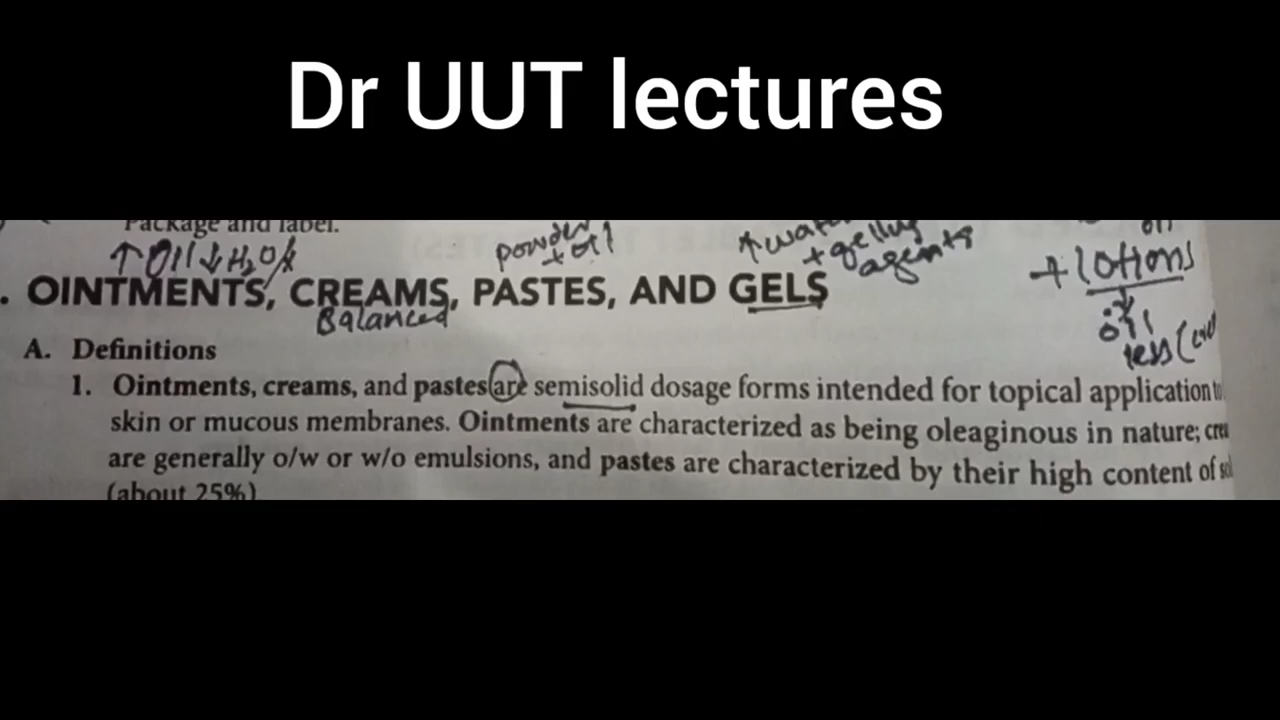 Dr UUT lectures
Package and label.
↑ Oil ↓ H₂O
powder + oil
↑ water + gelling agents
+ lotions
oil
less
. OINTMENTS, CREAMS, PASTES, AND GELS
Balanced
A. Definitions
1. Ointments, creams, and pastes are semisolid dosage forms intended for topical application to
skin or mucous membranes. Ointments are characterized as being oleaginous in nature;
are generally o/w or w/o emulsions, and pastes are characterized by their high content of
(about 25%)